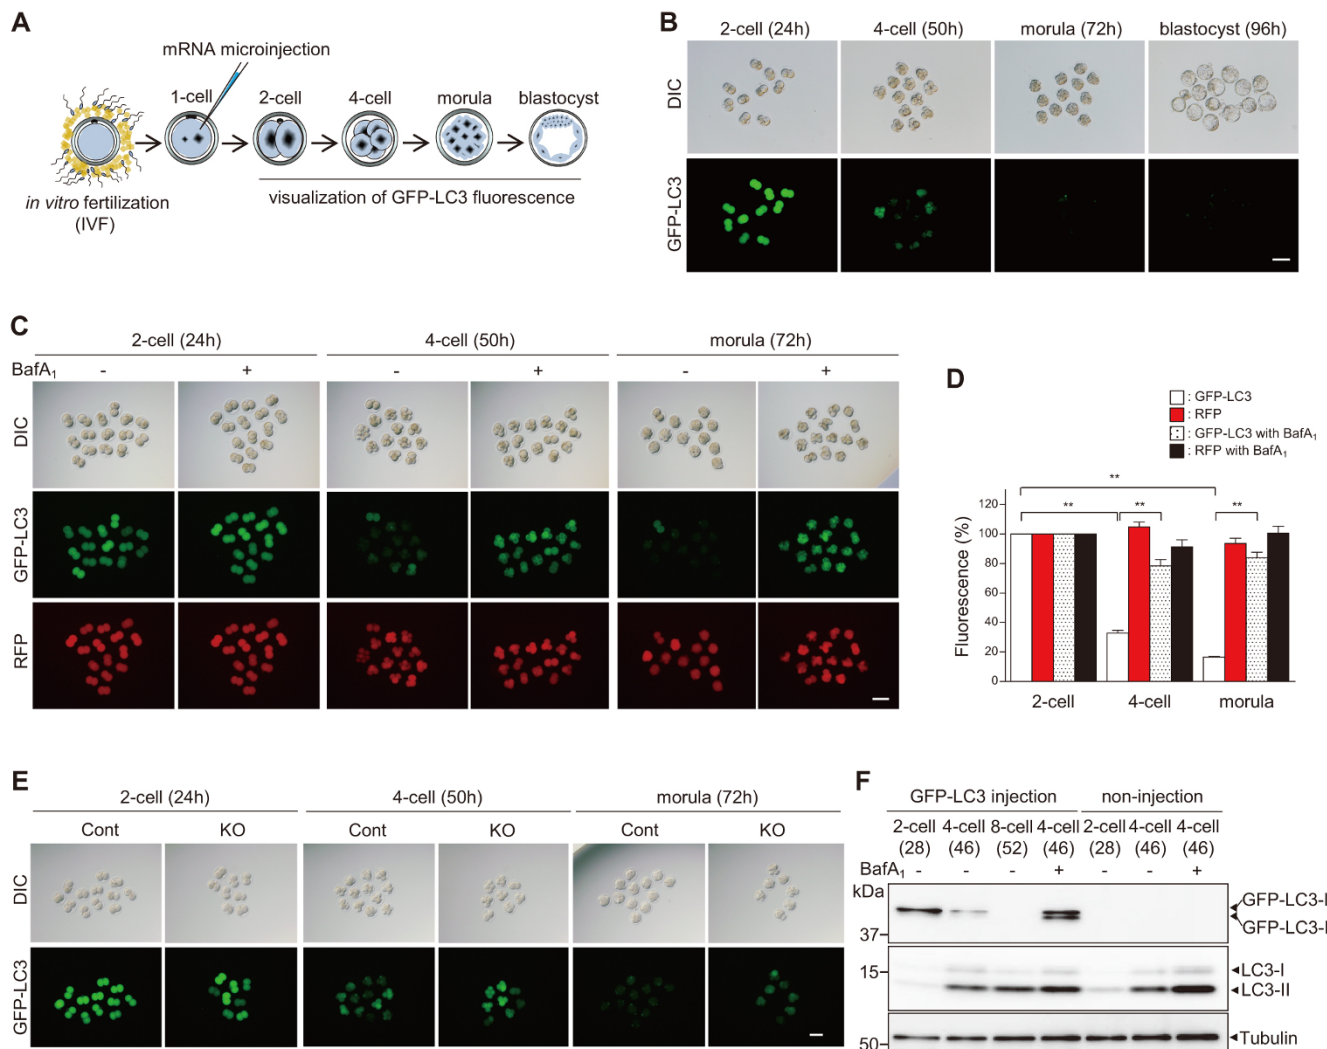 A
mRNA microinjection
1-cell
2-cell
4-cell
morula
blastocyst
in vitro fertilization
(IVF)
visualization of GFP-LC3 fluorescence
B
2-cell (24h)
4-cell (50h)
morula (72h)
blastocyst (96h)
DIC
GFP-LC3
C
2-cell (24h)
4-cell (50h)
morula (72h)
BafA₁
- + - + - +
DIC
GFP-LC3
RFP
D
: GFP-LC3
: RFP
: GFP-LC3 with BafA₁
: RFP with BafA₁
**
** ** **
Fluorescence (%)
120
100
80
60
40
20
0
2-cell
4-cell
morula
E
2-cell (24h)
4-cell (50h)
morula (72h)
Cont KO Cont KO Cont KO
DIC
GFP-LC3
F
GFP-LC3 injection
non-injection
2-cell 4-cell 8-cell 4-cell 2-cell 4-cell 4-cell
(28) (46) (52) (46) (28) (46) (46)
BafA₁ - - - + - - +
kDa
GFP-LC3-I
GFP-LC3-I
37
15
LC3-I
LC3-II
Tubulin
50